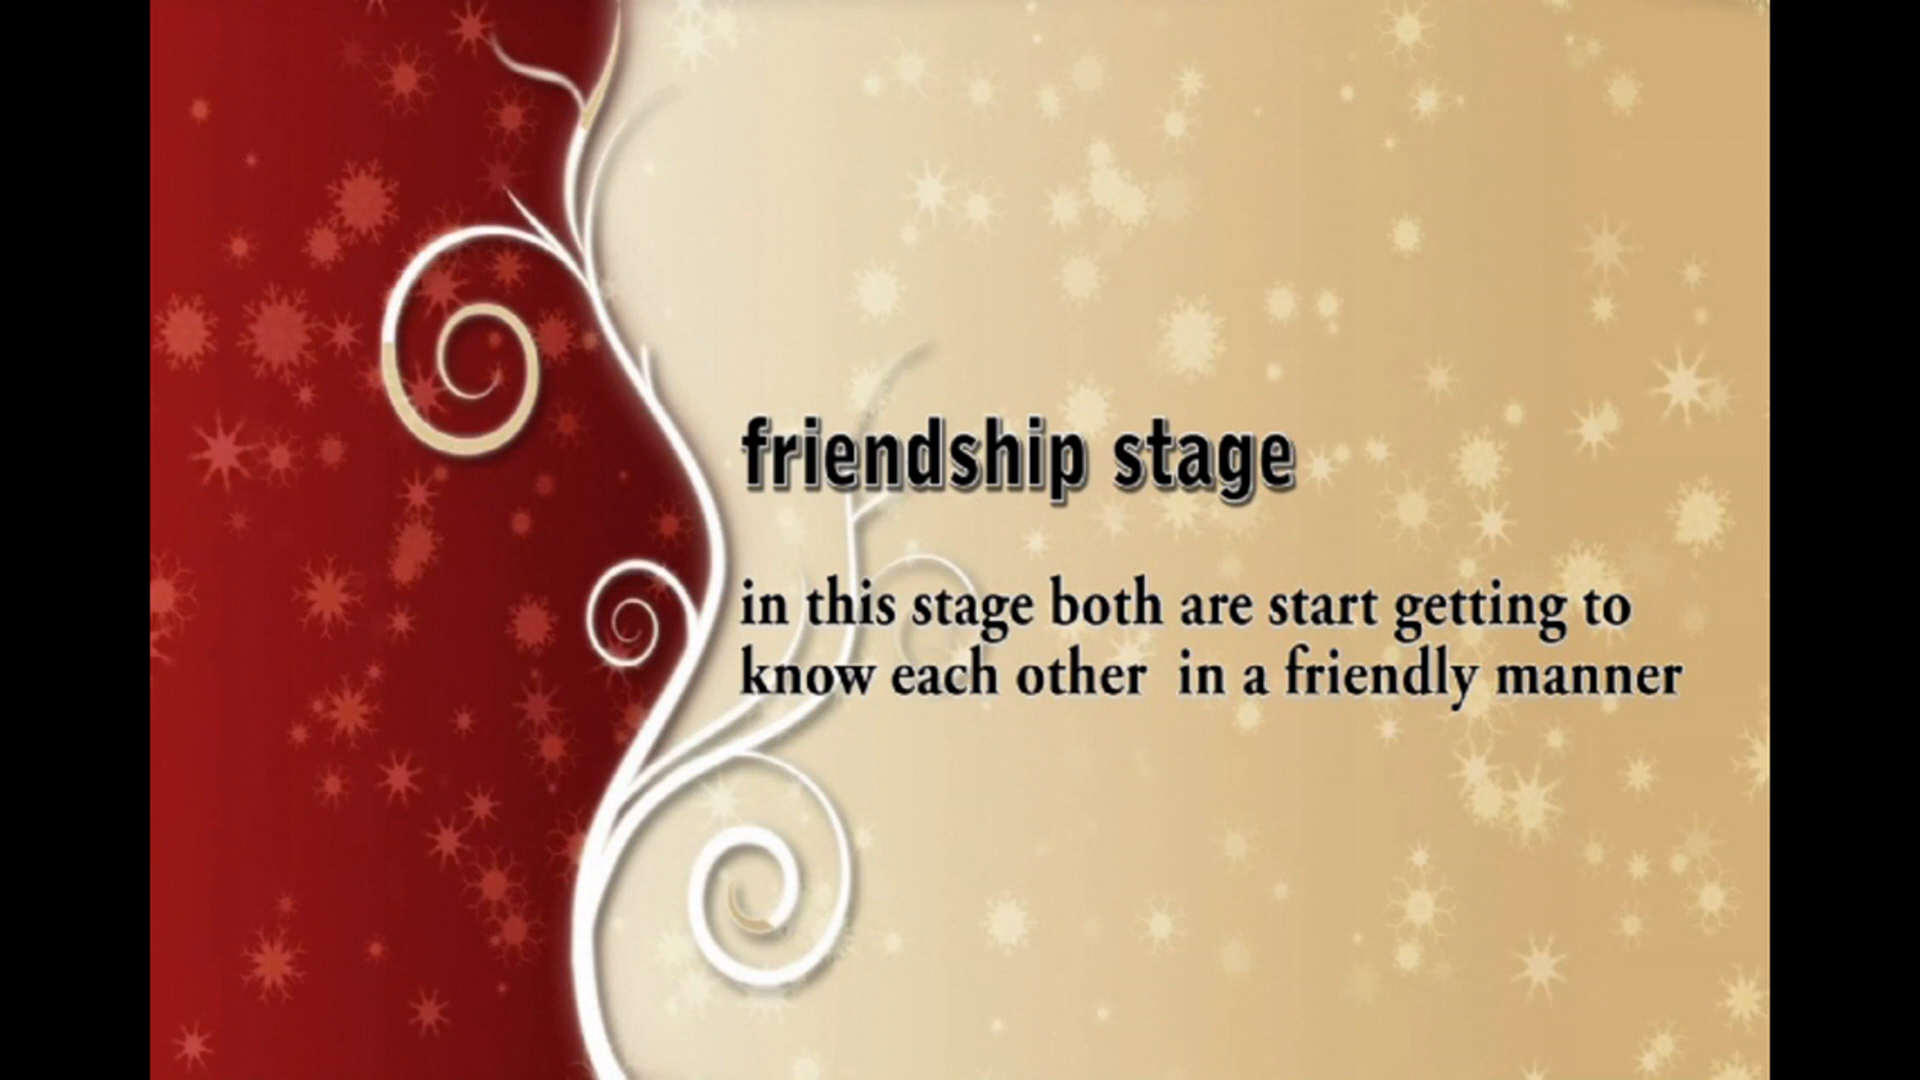 friendship stage
in this stage both are start getting to
know each other  in a friendly manner